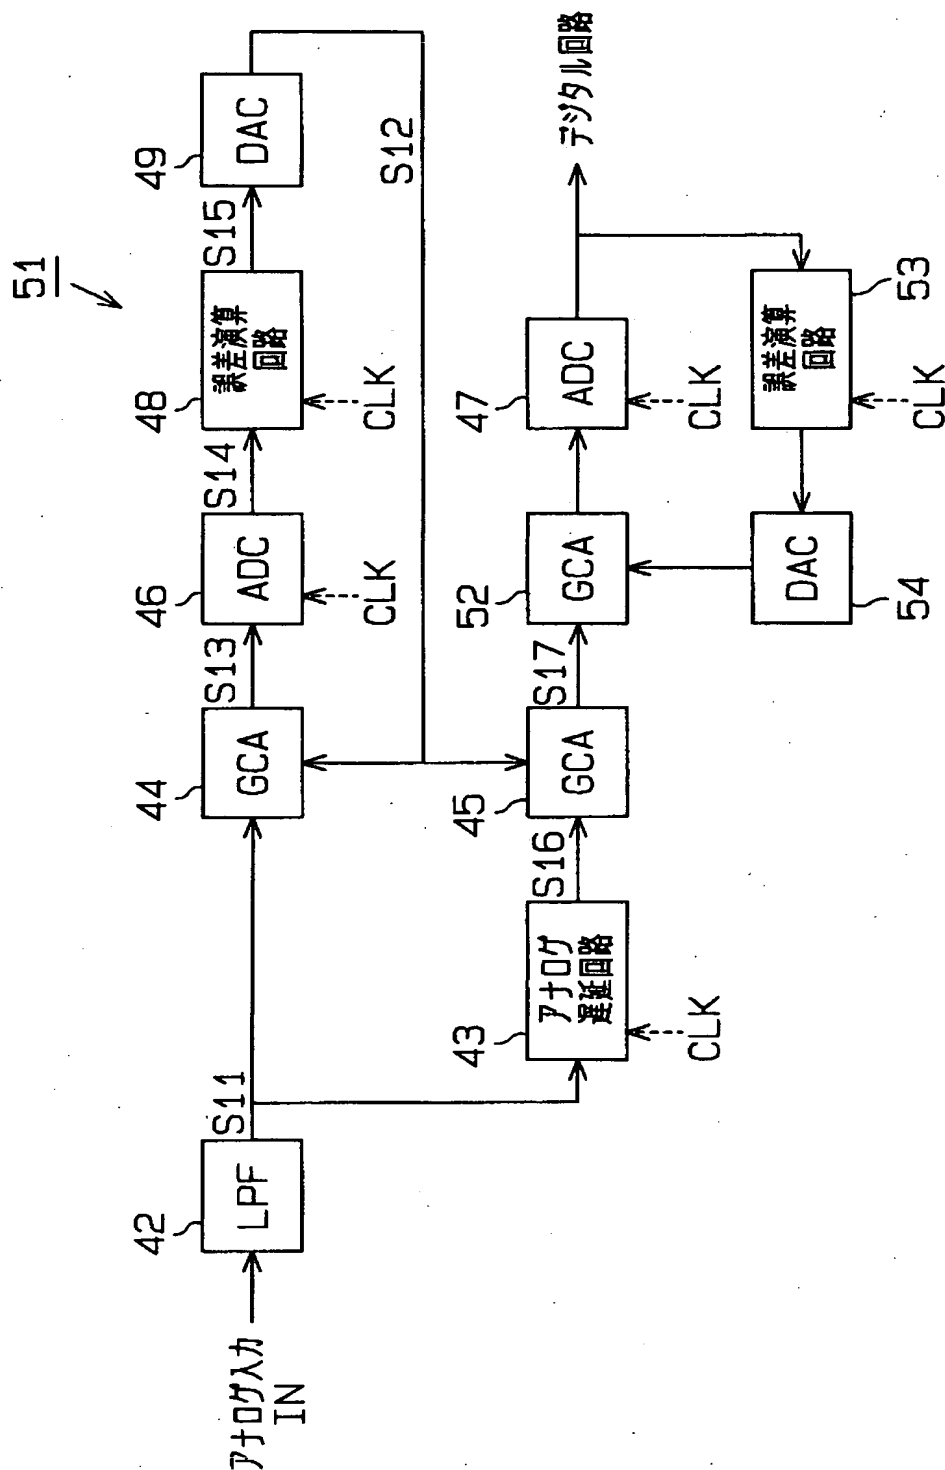 51
アナログ入力
IN
42
LPF
S11
44
GCA
S13
46
ADC
CLK
S14
48
誤差演算
回路
CLK
S15
49
DAC
S12
43
アナログ
遅延回路
CLK
S16
45
GCA
S17
52
GCA
47
ADC
CLK
デジタル回路
53
誤差演算
回路
CLK
54
DAC